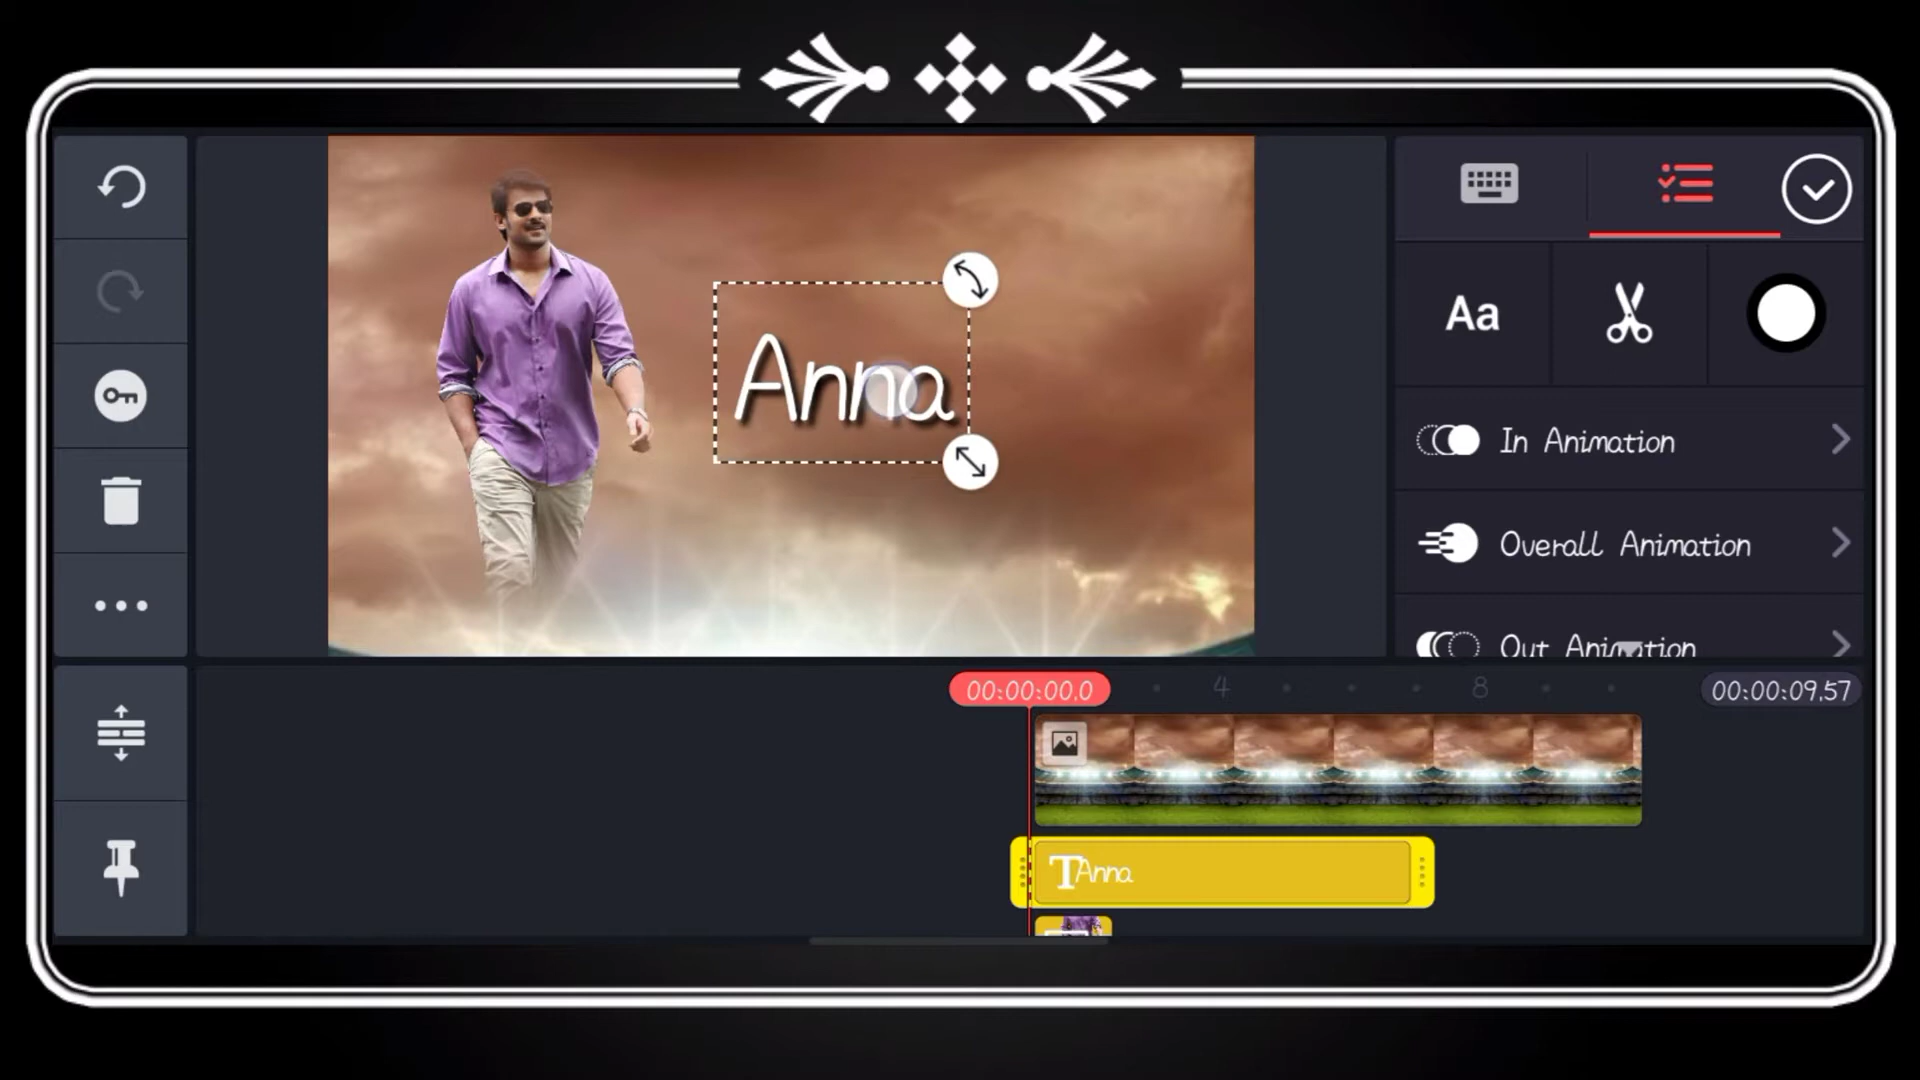 Anna
Aa
In Animation
Overall Animation
Out Animation
00:00:00.0
4
8
00:00:09.57
TAnna